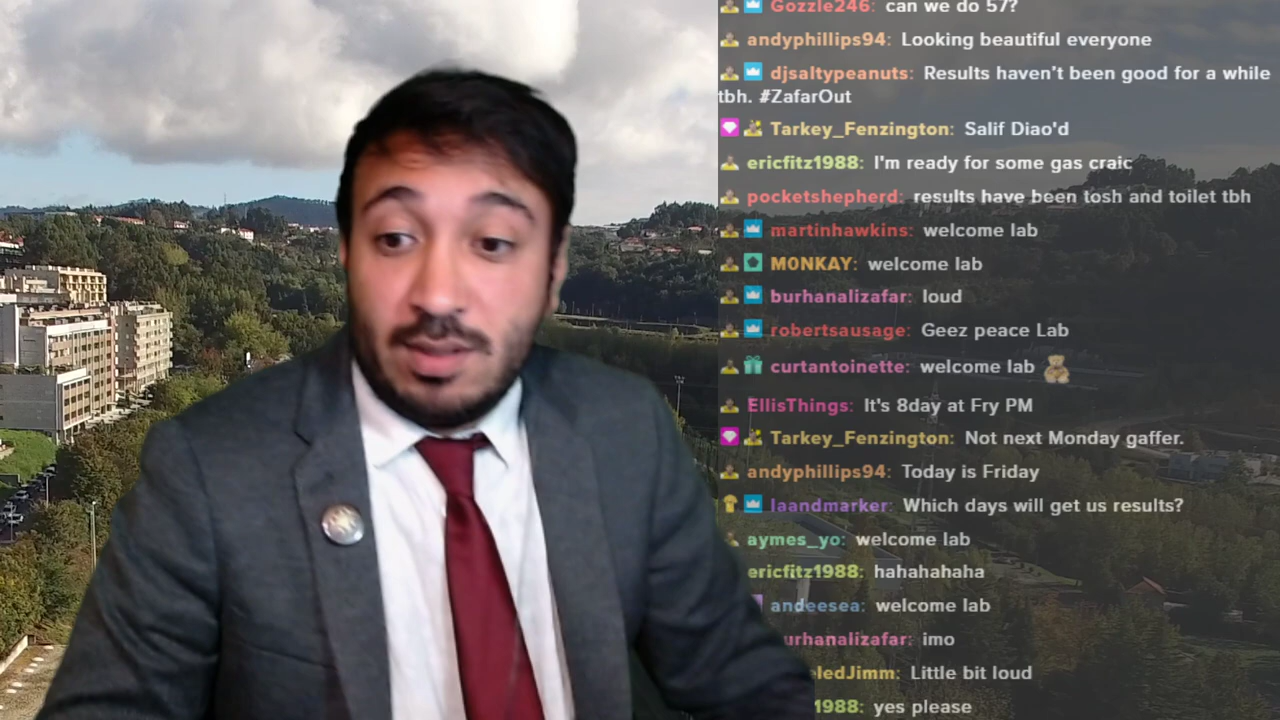 Gozzle246: can we do 57?
andyphillips94: Looking beautiful everyone
djsaltypeanuts: Results haven't been good for a while
tbh. #ZafarOut
Tarkey_Fenzington: Salif Diao'd
ericfitz1988: I'm ready for some gas craic
pocketshepherd: results have been tosh and toilet tbh
martinhawkins: welcome lab
M0NKAY: welcome lab
burhanalizafar: loud
robertsausage: Geez peace Lab
curtantoinette: welcome lab
EllisThings: It's 8day at Fry PM
Tarkey_Fenzington: Not next Monday gaffer.
andyphillips94: Today is Friday
laandmarker: Which days will get us results?
aymes_yo: welcome lab
ericfitz1988: hahahahaha
andeesea: welcome lab
urhanalizafar: imo
eledJimm: Little bit loud
1988: yes please